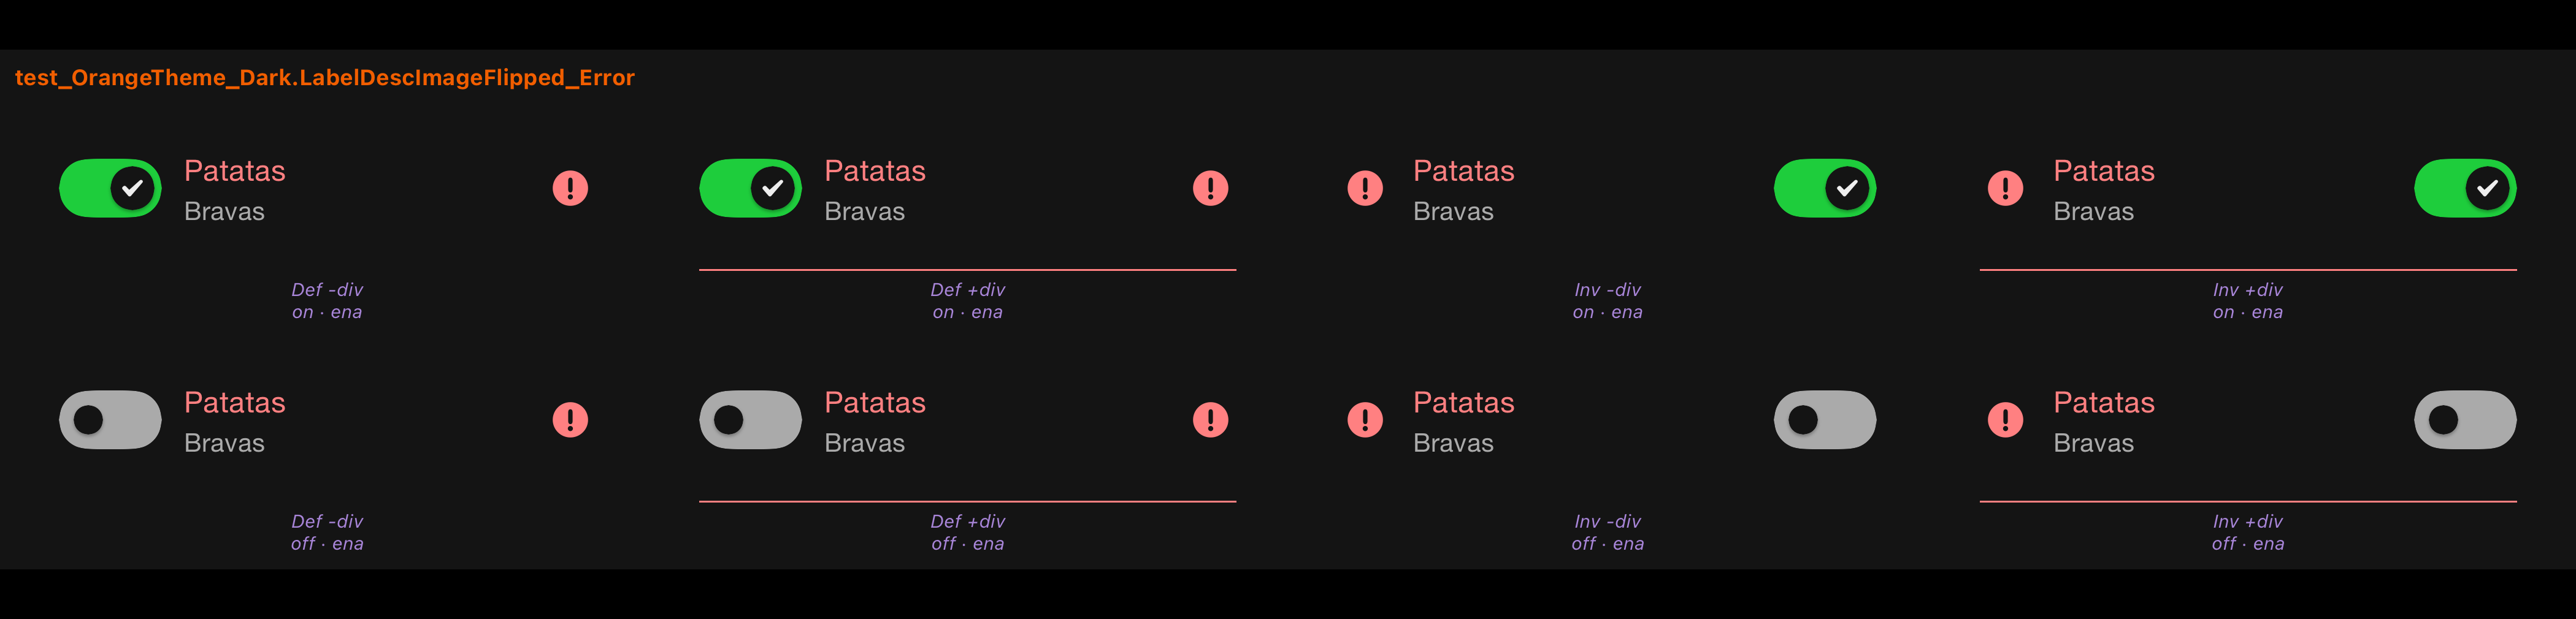 test_OrangeTheme_Dark.LabelDescImageFlipped_Error
Patatas
Bravas
Def -div
on · ena
Patatas
Bravas
Def +div
on · ena
Patatas
Bravas
Inv -div
on · ena
Patatas
Bravas
Inv +div
on · ena
Patatas
Bravas
Def -div
off · ena
Patatas
Bravas
Def +div
off · ena
Patatas
Bravas
Inv -div
off · ena
Patatas
Bravas
Inv +div
off · ena